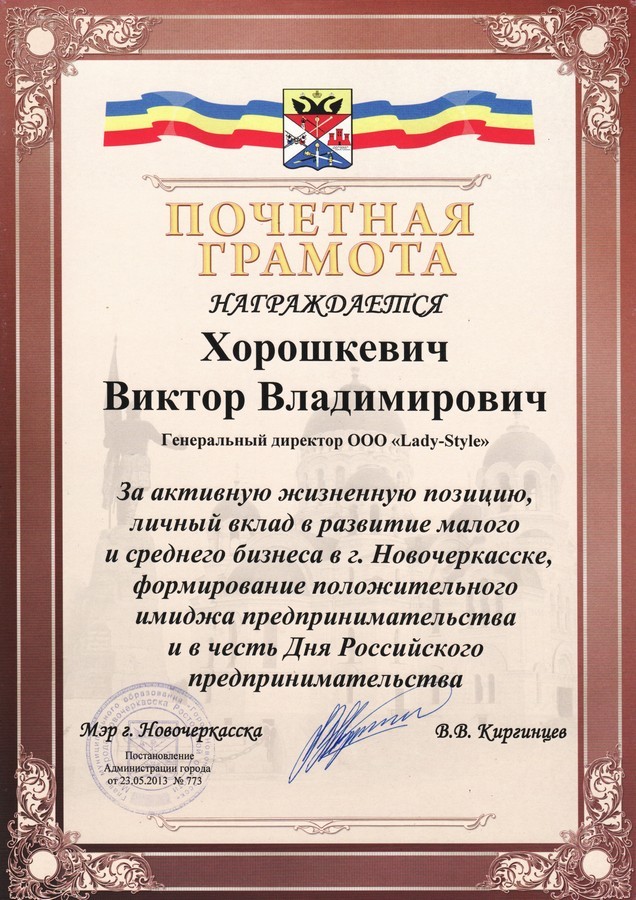 ПОЧЕТНАЯ
ГРАМОТА
НАГРАЖДАЕТСЯ
Хорошкевич
Виктор Владимирович
Генеральный директор ООО «Lady-Style»
За активную жизненную позицию,
личный вклад в развитие малого
и среднего бизнеса в г. Новочеркасске,
формирование положительного
имиджа предпринимательства
и в честь Дня Российского
предпринимательства
Мэр г. Новочеркасска
В.В. Киргинцев
Постановление
Администрации города
от 23.05.2013 № 773